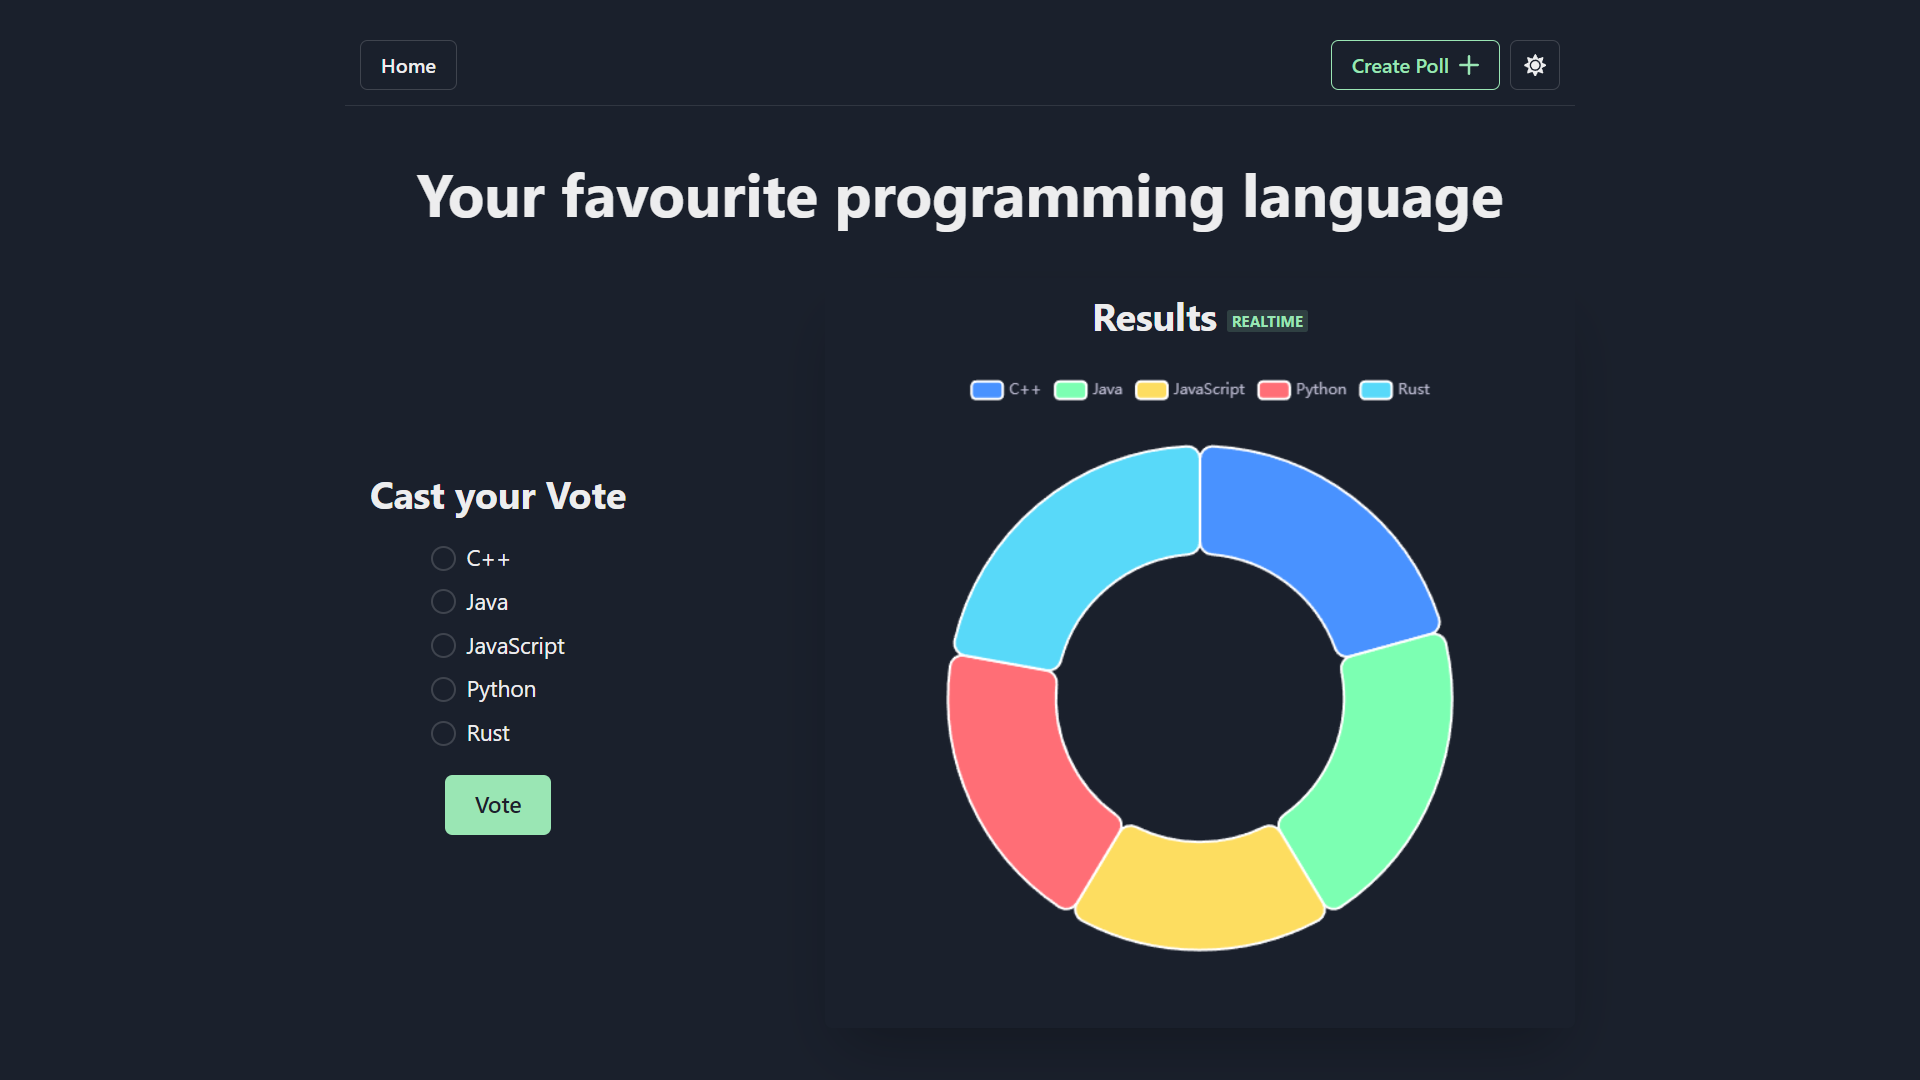 Home
Create Poll
Your favourite programming language
Results REALTIME
C++ Java JavaScript Python Rust
Cast your Vote
C++
Java
JavaScript
Python
Rust
Vote